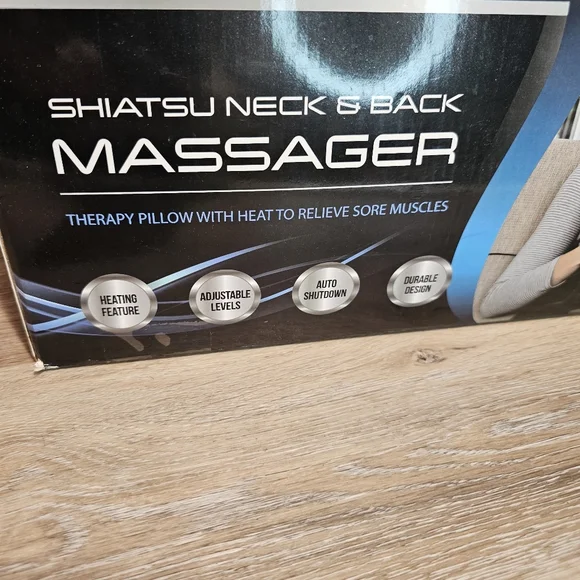 SHIATSU NECK & BACK
MASSAGER
THERAPY PILLOW WITH HEAT TO RELIEVE SORE MUSCLES
HEATING
FEATURE
ADJUSTABLE
LEVELS
AUTO
SHUTDOWN
DURABLE
DESIGN